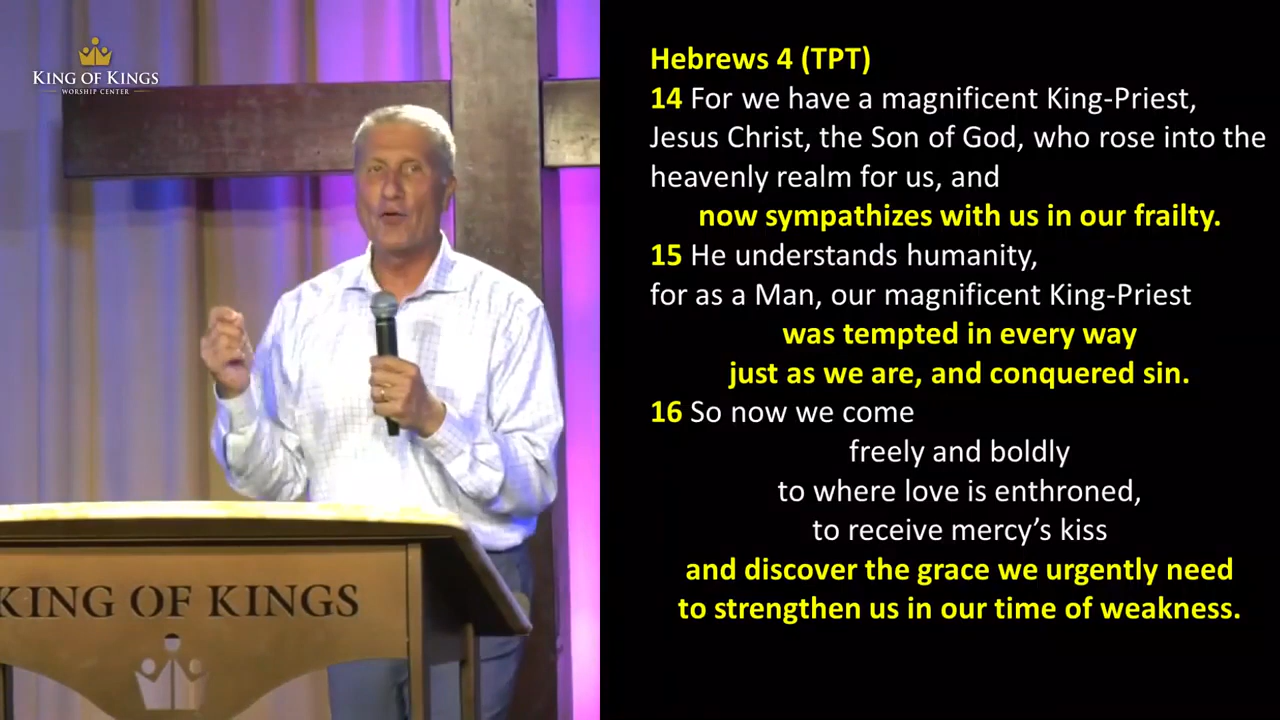 KING OF KINGS
WORSHIP CENTER
KING OF KINGS
Hebrews 4 (TPT)
14 For we have a magnificent King-Priest,
Jesus Christ, the Son of God, who rose into the
heavenly realm for us, and
now sympathizes with us in our frailty.
15 He understands humanity,
for as a Man, our magnificent King-Priest
was tempted in every way
just as we are, and conquered sin.
16 So now we come
freely and boldly
to where love is enthroned,
to receive mercy’s kiss
and discover the grace we urgently need
to strengthen us in our time of weakness.